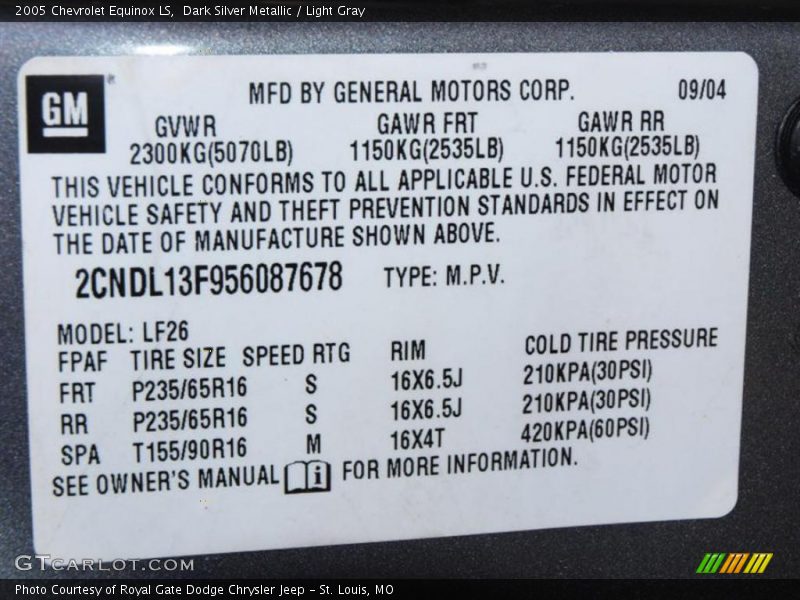 2005 Chevrolet Equinox LS, Dark Silver Metallic / Light Gray
GM
MFD BY GENERAL MOTORS CORP. 09/04
GVWR GAWR FRT GAWR RR
2300KG(5070LB) 1150KG(2535LB) 1150KG(2535LB)
THIS VEHICLE CONFORMS TO ALL APPLICABLE U.S. FEDERAL MOTOR
VEHICLE SAFETY AND THEFT PREVENTION STANDARDS IN EFFECT ON
THE DATE OF MANUFACTURE SHOWN ABOVE.
2CNDL13F956087678 TYPE: M.P.V.
MODEL: LF26
FPAF TIRE SIZE SPEED RTG RIM COLD TIRE PRESSURE
FRT P235/65R16 S 16X6.5J 210KPA(30PSI)
RR P235/65R16 S 16X6.5J 210KPA(30PSI)
SPA T155/90R16 M 16X4T 420KPA(60PSI)
SEE OWNER'S MANUAL i FOR MORE INFORMATION.
GTCARLOT.COM
Photo Courtesy of Royal Gate Dodge Chrysler Jeep - St. Louis, MO